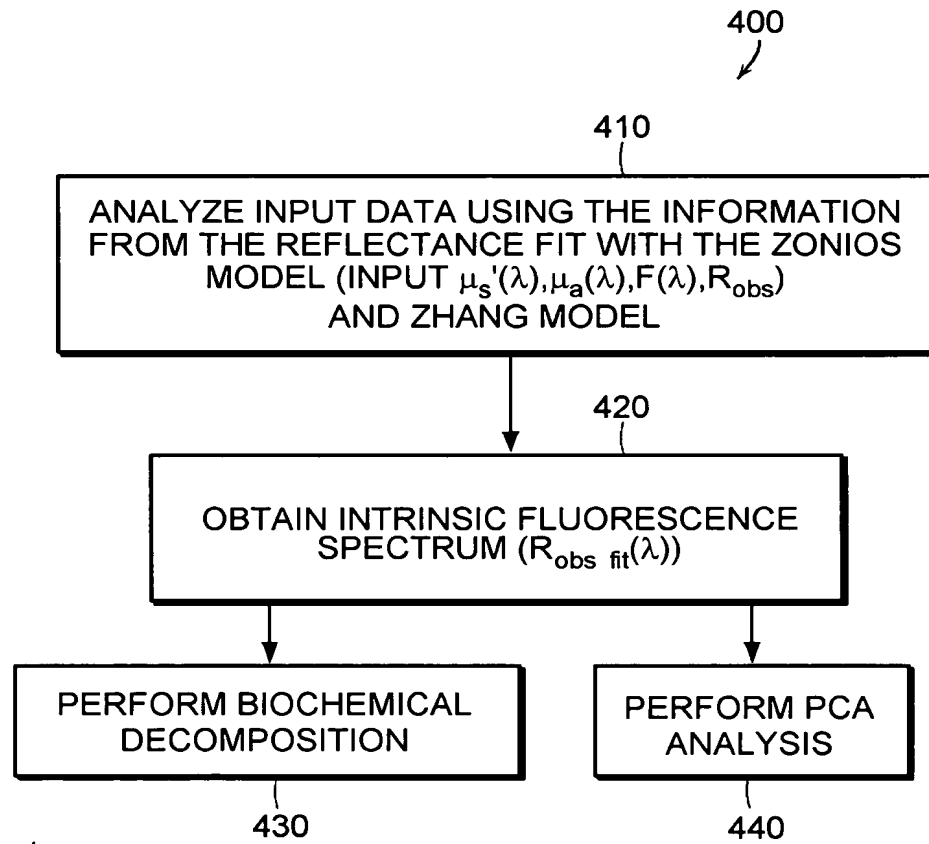 400
410
ANALYZE INPUT DATA USING THE INFORMATION
FROM THE REFLECTANCE FIT WITH THE ZONIOS
MODEL (INPUT μs'(λ),μa(λ),F(λ),Robs)
AND ZHANG MODEL
420
OBTAIN INTRINSIC FLUORESCENCE
SPECTRUM (Robs fit(λ))
PERFORM BIOCHEMICAL
DECOMPOSITION
430
PERFORM PCA
ANALYSIS
440